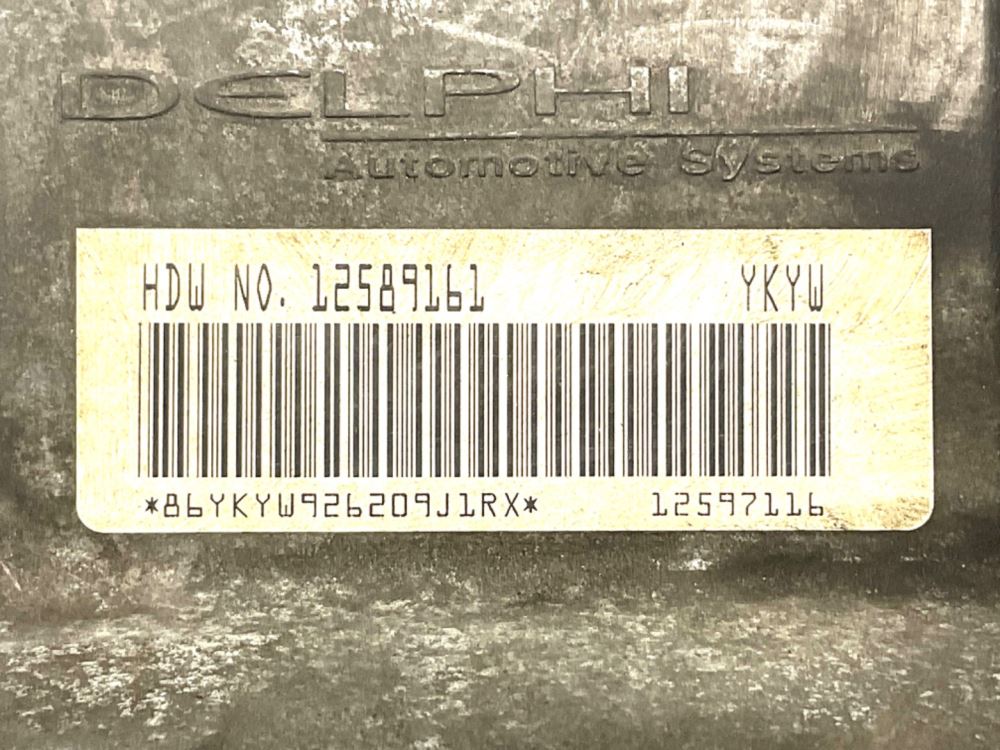 DELPHI
Automotive Systems
HDW NO. 12589161 YKYW
*86YKYW926209J1RX* 12597116